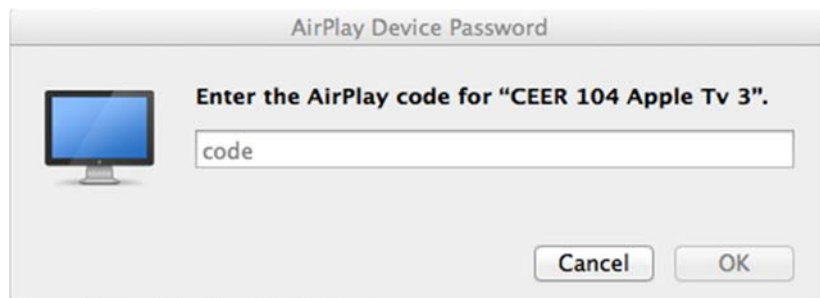 AirPlay Device Password
Enter the AirPlay code for “CEER 104 Apple Tv 3”.
code
Cancel OK